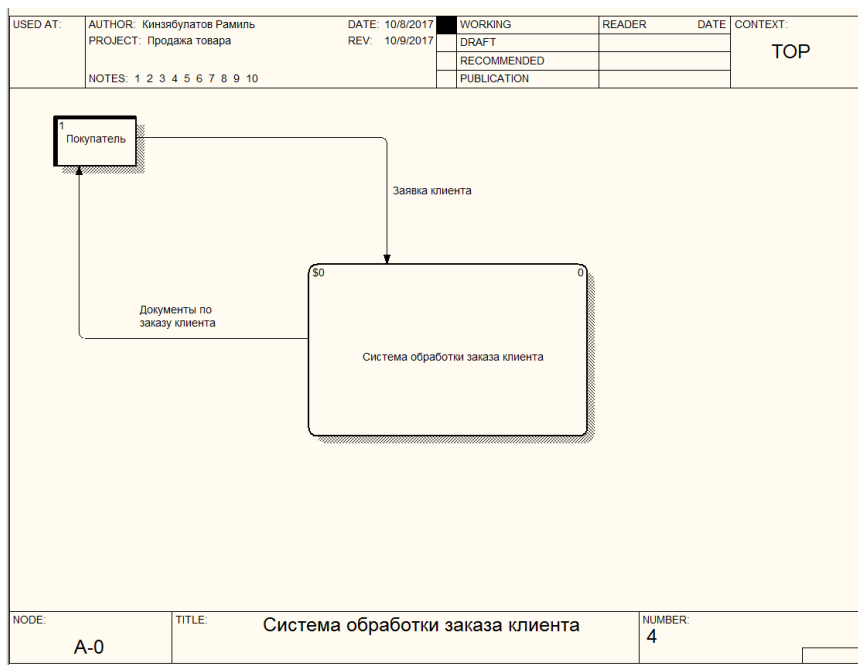 USED AT:
AUTHOR: Кинзябулатов Рамиль
DATE: 10/8/2017
PROJECT: Продажа товара
REV: 10/9/2017
NOTES: 1 2 3 4 5 6 7 8 9 10
WORKING
DRAFT
RECOMMENDED
PUBLICATION
READER DATE
CONTEXT:
TOP
1
Покупатель
Заявка клиента
$0 0
Документы по
заказу клиента
Система обработки заказа клиента
NODE:
A-0
TITLE:
Система обработки заказа клиента
NUMBER:
4